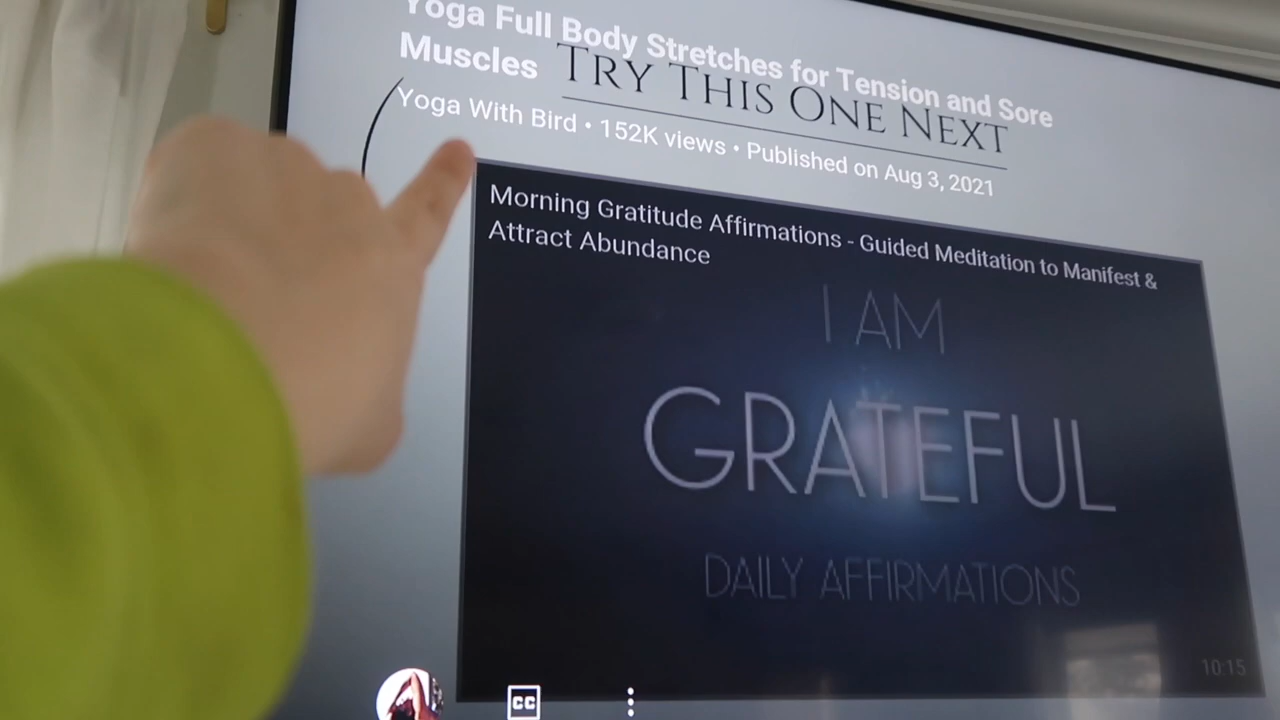 Yoga Full Body Stretches for Tension and Sore
Muscles
TRY THIS ONE NEXT
Yoga With Bird • 152K views • Published on Aug 3, 2021
Morning Gratitude Affirmations - Guided Meditation to Manifest &
Attract Abundance
I AM
GRATEFUL
DAILY AFFIRMATIONS
10:15
CC